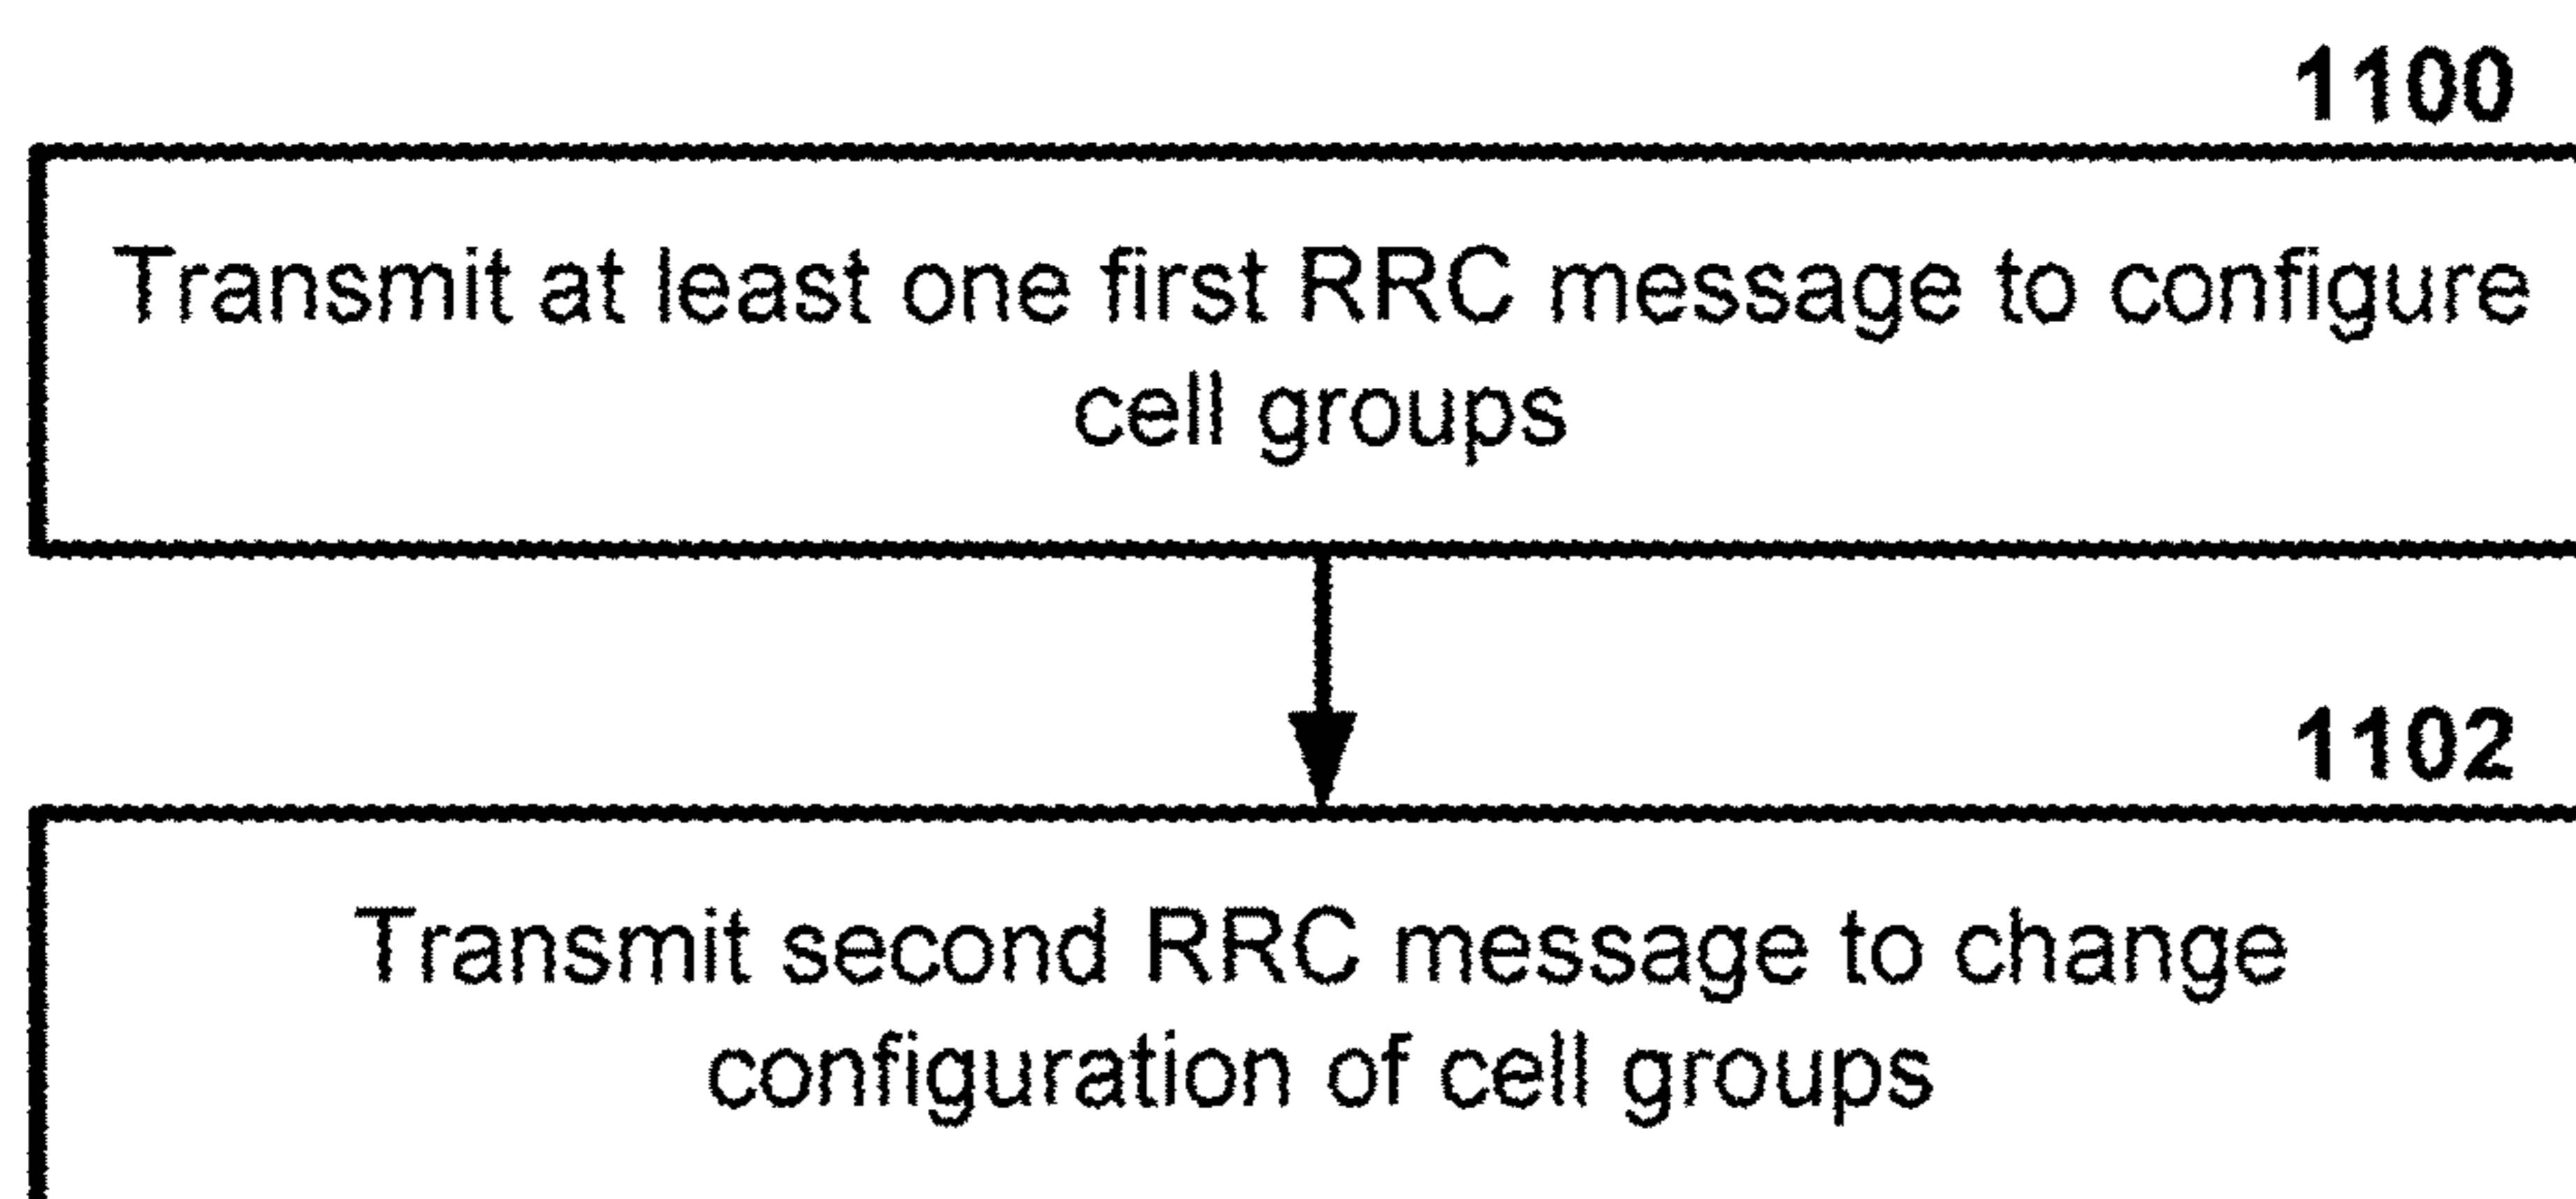 1100
Transmit at least one first RRC message to configure
cell groups
1102
Transmit second RRC message to change
configuration of cell groups